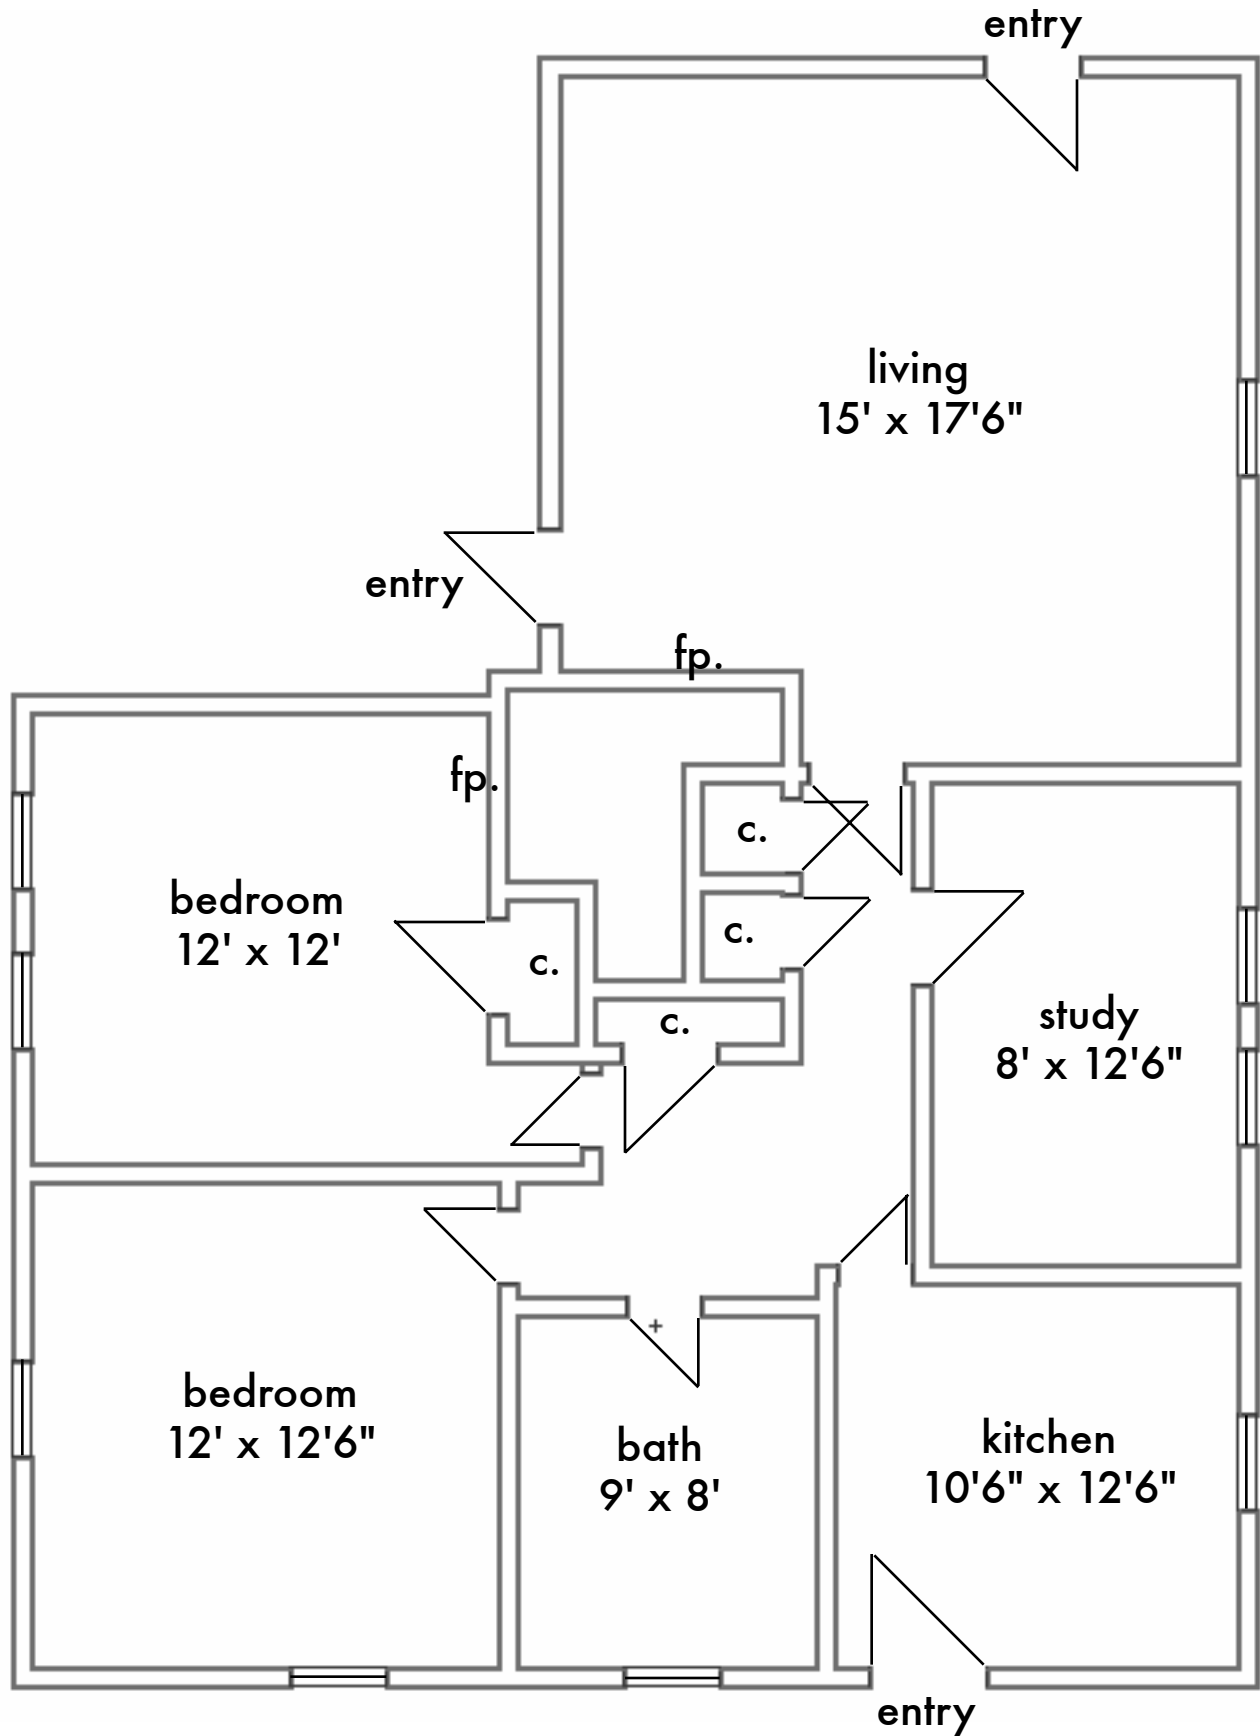 entry
living
15' x 17'6"
entry
fp.
fp.
c.
bedroom
12' x 12'
c.
c.
c.
study
8' x 12'6"
bedroom
12' x 12'6"
bath
9' x 8'
kitchen
10'6" x 12'6"
entry